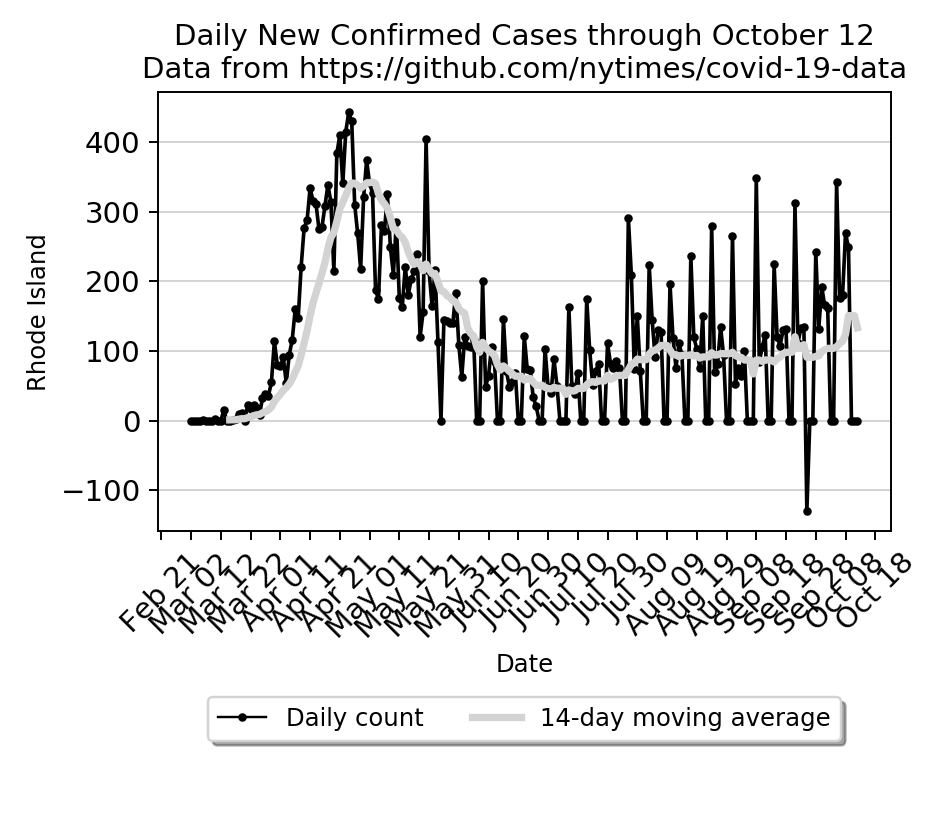 Daily New Confirmed Cases through October 12
Data from https://github.com/nytimes/covid-19-data
400
300
200
100
0
−100
Rhode Island
Feb 21
Mar 02
Mar 12
Mar 22
Apr 01
Apr 11
Apr 21
May 01
May 11
May 21
May 31
Jun 10
Jun 20
Jun 30
Jul 10
Jul 20
Jul 30
Aug 09
Aug 19
Aug 29
Sep 08
Sep 18
Sep 28
Oct 08
Oct 18
Date
Daily count
14-day moving average